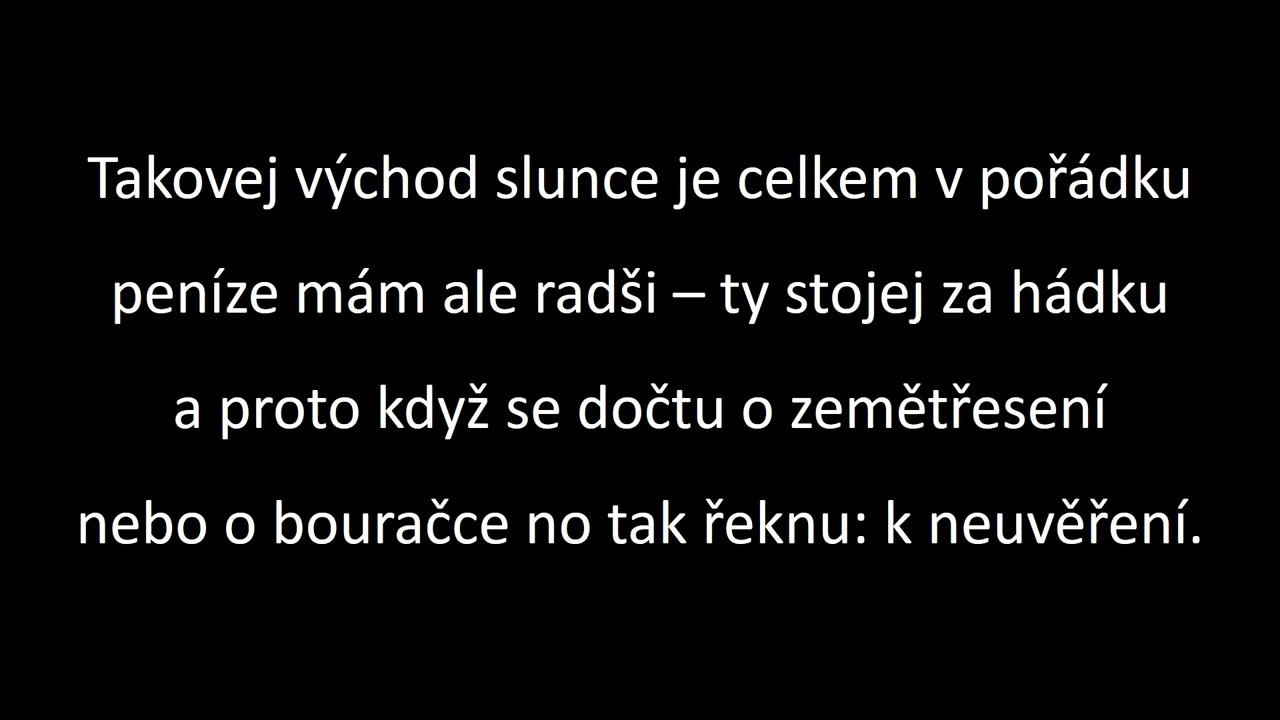 Takovej východ slunce je celkem v pořádku
peníze mám ale radši – ty stojej za hádku
a proto když se dočtu o zemětřesení
nebo o bouračce no tak řeknu: k neuvěření.